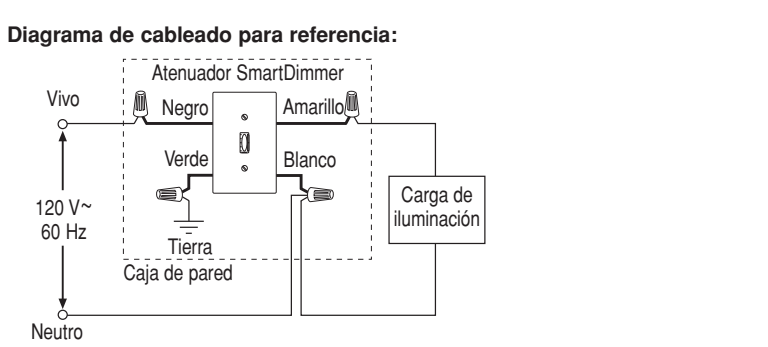 Diagrama de cableado para referencia:
Atenuador SmartDimmer
Vivo
Negro
Amarillo
Verde
Blanco
120 V~
60 Hz
Carga de
iluminación
Tierra
Caja de pared
Neutro